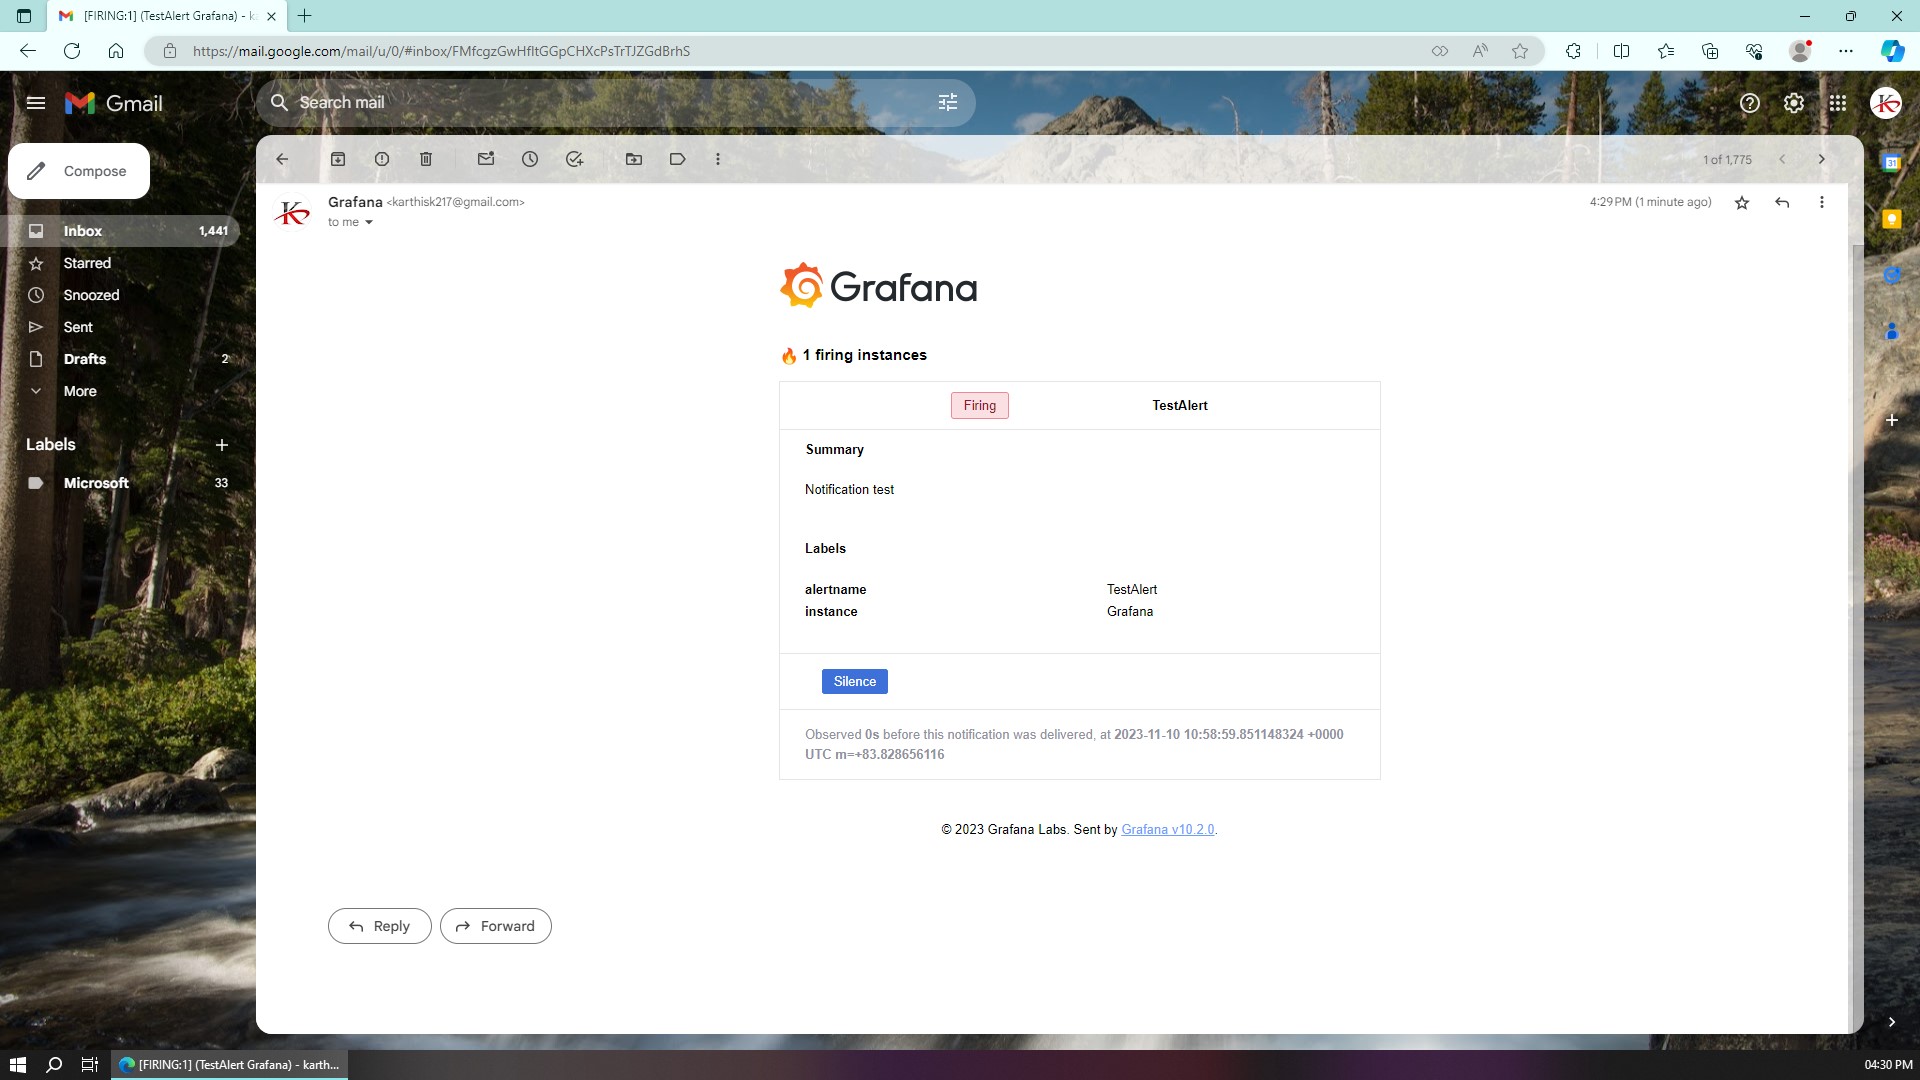 [FIRING:1] (TestAlert Grafana) - ka
https://mail.google.com/mail/u/0/#inbox/FMfcgzGwHfltGGpCHXcPsTrTJZGdBrhS
Gmail
Search mail
Compose
1 of 1,775
Inbox 1,441
Starred
Snoozed
Sent
Drafts 2
More
Labels
Microsoft 33
Grafana <karthisk217@gmail.com>
4:29 PM (1 minute ago)
to me
Grafana
🔥 1 firing instances
Firing TestAlert
Summary
Notification test
Labels
alertname TestAlert
instance Grafana
Silence
Observed 0s before this notification was delivered, at 2023-11-10 10:58:59.851148324 +0000
UTC m=+83.828656116
© 2023 Grafana Labs. Sent by Grafana v10.2.0.
Reply
Forward
31
[FIRING:1] (TestAlert Grafana) - karth...
04:30 PM